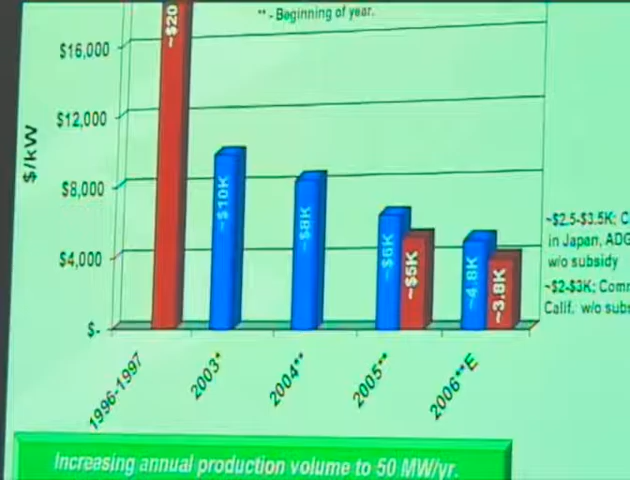 ** - Beginning of year.
$16,000
$12,000
$8,000
$4,000
$-
$/kW
~$20
~$10K
~$8K
~$6K
~$5K
~4.8K
~3.8K
1996-1997
2003*
2004**
2005**
2006**E
~$2.5-$3.5K; C
in Japan, ADG
w/o subsidy
~$2-$3K; Comm
Calif. w/o subs
Increasing annual production volume to 50 MW/yr.